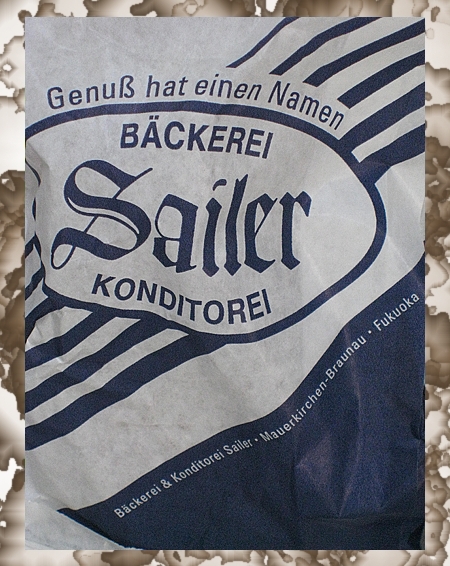 Genuß hat einen Namen
BÄCKEREI
Sailer
KONDITOREI
Bäckerei & Konditorei Sailer • Mauerkirchen-Braunau • Fukuoka